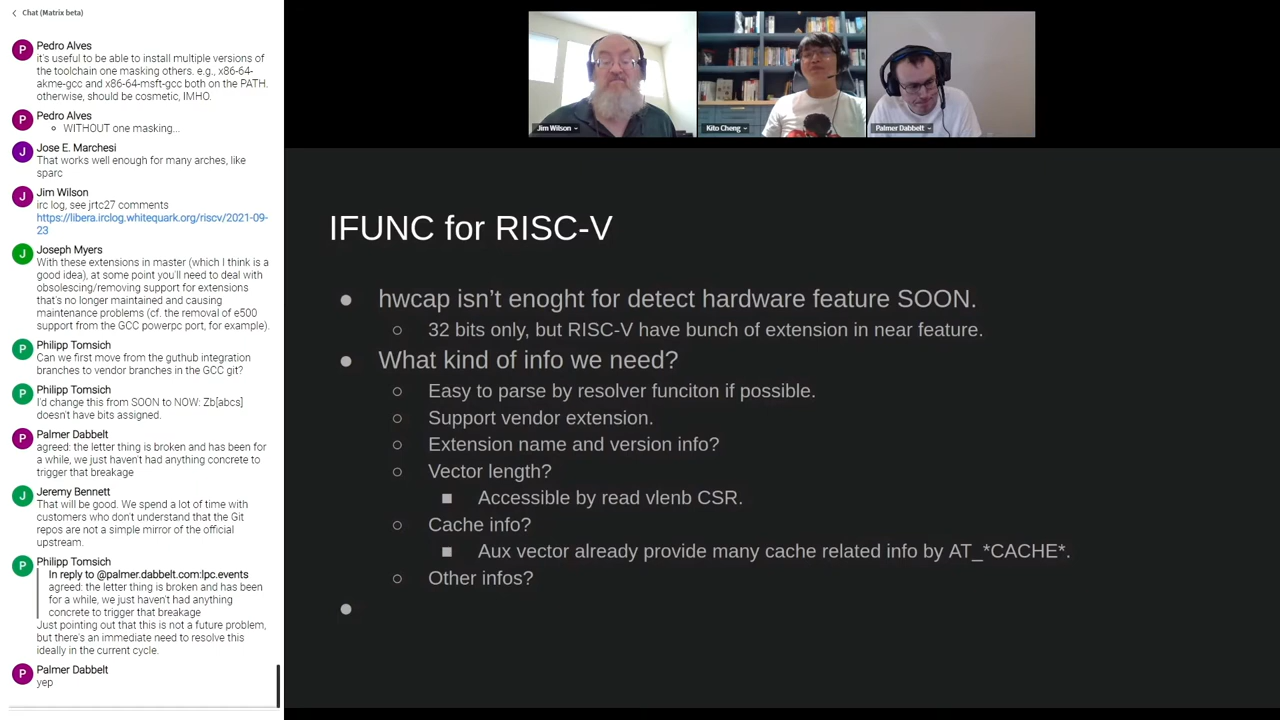 Chat (Matrix beta)
Pedro Alves
it's useful to be able to install multiple versions of
the toolchain one masking others. e.g., x86-64-
akme-gcc and x86-64-msft-gcc both on the PATH.
otherwise, should be cosmetic, IMHO.
Pedro Alves
WITHOUT one masking...
Jose E. Marchesi
That works well enough for many arches, like
sparc
Jim Wilson
irc log, see jrtc27 comments
https://libera.irclog.whitequark.org/riscv/2021-09-
23
Joseph Myers
With these extensions in master (which I think is a
good idea), at some point you'll need to deal with
obsolescing/removing support for extensions
that's no longer maintained and causing
maintenance problems (cf. the removal of e500
support from the GCC powerpc port, for example).
Philipp Tomsich
Can we first move from the guthub integration
branches to vendor branches in the GCC git?
Philipp Tomsich
I'd change this from SOON to NOW: Zb[abcs]
doesn't have bits assigned.
Palmer Dabbelt
agreed: the letter thing is broken and has been for
a while, we just haven't had anything concrete to
trigger that breakage
Jeremy Bennett
That will be good. We spend a lot of time with
customers who don't understand that the Git
repos are not a simple mirror of the official
upstream.
Philipp Tomsich
In reply to @palmer.dabbelt.com:lpc.events
agreed: the letter thing is broken and has been
for a while, we just haven't had anything
concrete to trigger that breakage
Just pointing out that this is not a future problem,
but there's an immediate need to resolve this
ideally in the current cycle.
Palmer Dabbelt
yep
Jim Wilson
Kito Cheng
Palmer Dabbelt
IFUNC for RISC-V
hwcap isn't enoght for detect hardware feature SOON.
32 bits only, but RISC-V have bunch of extension in near feature.
What kind of info we need?
Easy to parse by resolver funciton if possible.
Support vendor extension.
Extension name and version info?
Vector length?
Accessible by read vlenb CSR.
Cache info?
Aux vector already provide many cache related info by AT_*CACHE*.
Other infos?